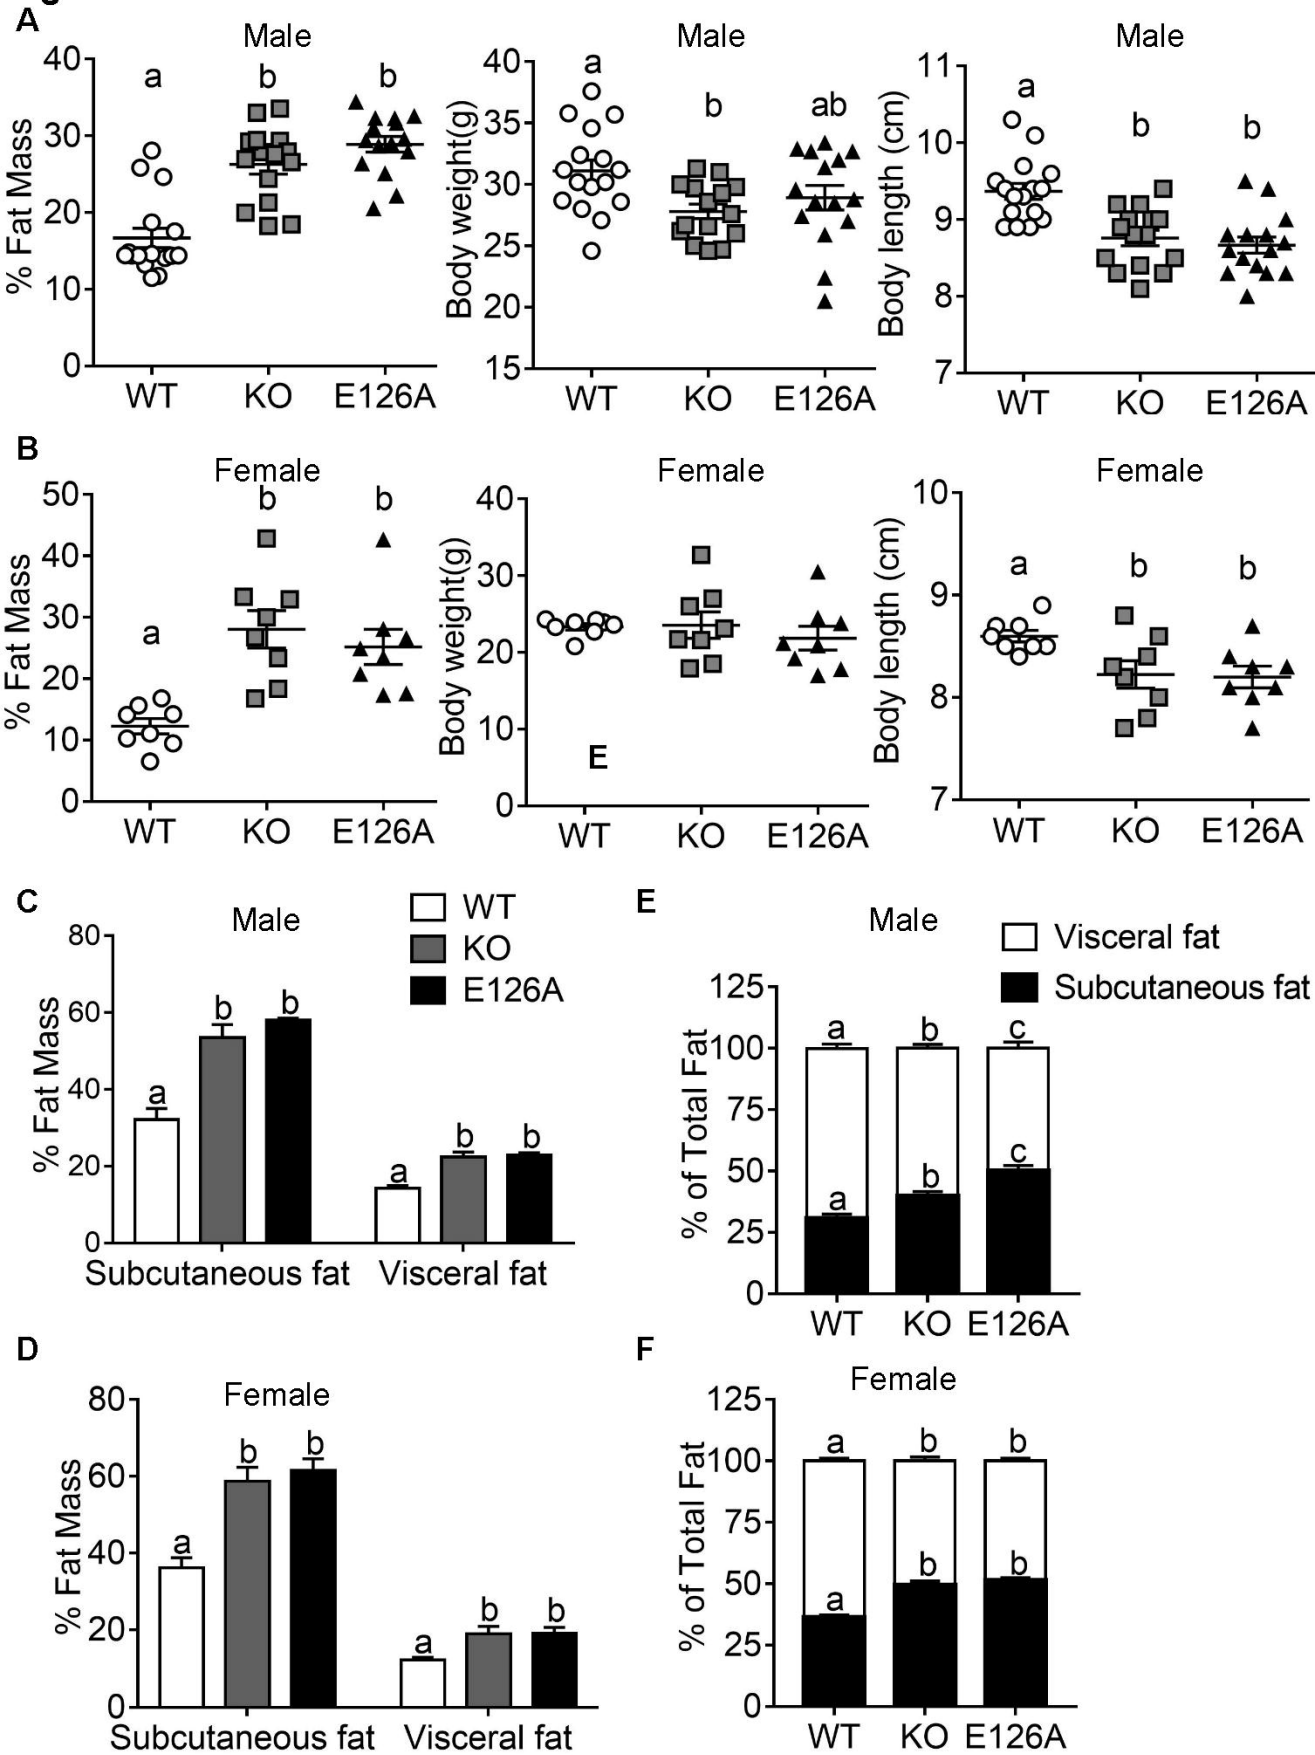 A
Male
Male
Male
% Fat Mass
40
30
20
10
0
a
b
b
WT
KO
E126A
Body weight(g)
40
35
30
25
20
15
a
b
ab
WT
KO
E126A
Body length (cm)
11
10
9
8
7
a
b
b
WT
KO
E126A
B
Female
Female
Female
% Fat Mass
50
40
30
20
10
0
a
b
b
WT
KO
E126A
Body weight(g)
40
30
20
10
0
E
WT
KO
E126A
Body length (cm)
10
9
8
7
a
b
b
WT
KO
E126A
C
Male
WT
KO
E126A
% Fat Mass
80
60
40
20
0
a
b
b
a
b
b
Subcutaneous fat
Visceral fat
E
Male
Visceral fat
Subcutaneous fat
% of Total Fat
125
100
75
50
25
0
a
b
c
a
b
c
WT
KO
E126A
D
Female
% Fat Mass
80
60
40
20
0
a
b
b
a
b
b
Subcutaneous fat
Visceral fat
F
Female
% of Total Fat
125
100
75
50
25
0
a
b
b
a
b
b
WT
KO
E126A